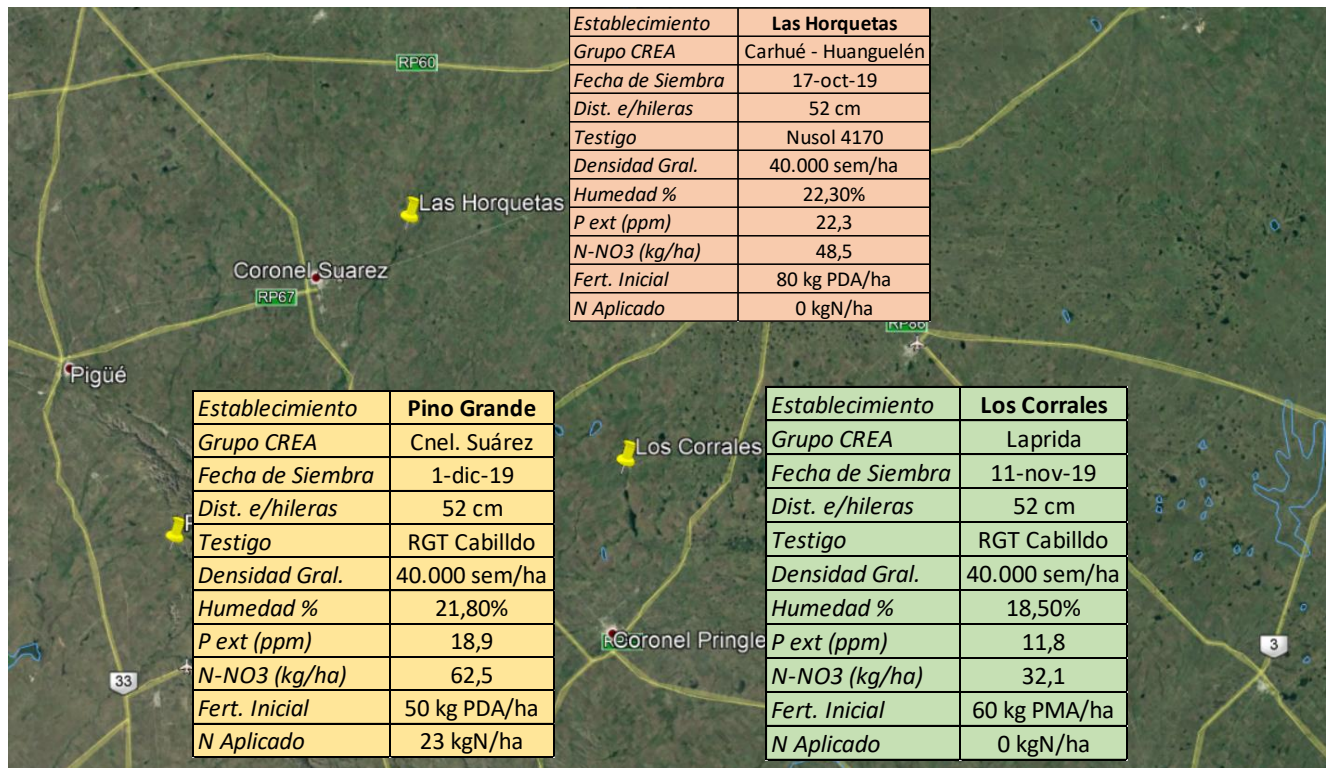 Establecimiento Las Horquetas
Grupo CREA Carhué - Huanguelén
Fecha de Siembra 17-oct-19
Dist. e/hileras 52 cm
Testigo Nusol 4170
Densidad Gral. 40.000 sem/ha
Humedad % 22,30%
P ext (ppm) 22,3
N-NO3 (kg/ha) 48,5
Fert. Inicial 80 kg PDA/ha
N Aplicado 0 kgN/ha
RP60
Las Horquetas
Coronel Suarez
RP67
RP86
Pigüé
Establecimiento Pino Grande
Grupo CREA Cnel. Suárez
Fecha de Siembra 1-dic-19
Dist. e/hileras 52 cm
Testigo RGT Cabilldo
Densidad Gral. 40.000 sem/ha
Humedad % 21,80%
P ext (ppm) 18,9
N-NO3 (kg/ha) 62,5
Fert. Inicial 50 kg PDA/ha
N Aplicado 23 kgN/ha
Los Corrales
Coronel Pringle
33
Establecimiento Los Corrales
Grupo CREA Laprida
Fecha de Siembra 11-nov-19
Dist. e/hileras 52 cm
Testigo RGT Cabilldo
Densidad Gral. 40.000 sem/ha
Humedad % 18,50%
P ext (ppm) 11,8
N-NO3 (kg/ha) 32,1
Fert. Inicial 60 kg PMA/ha
N Aplicado 0 kgN/ha
3